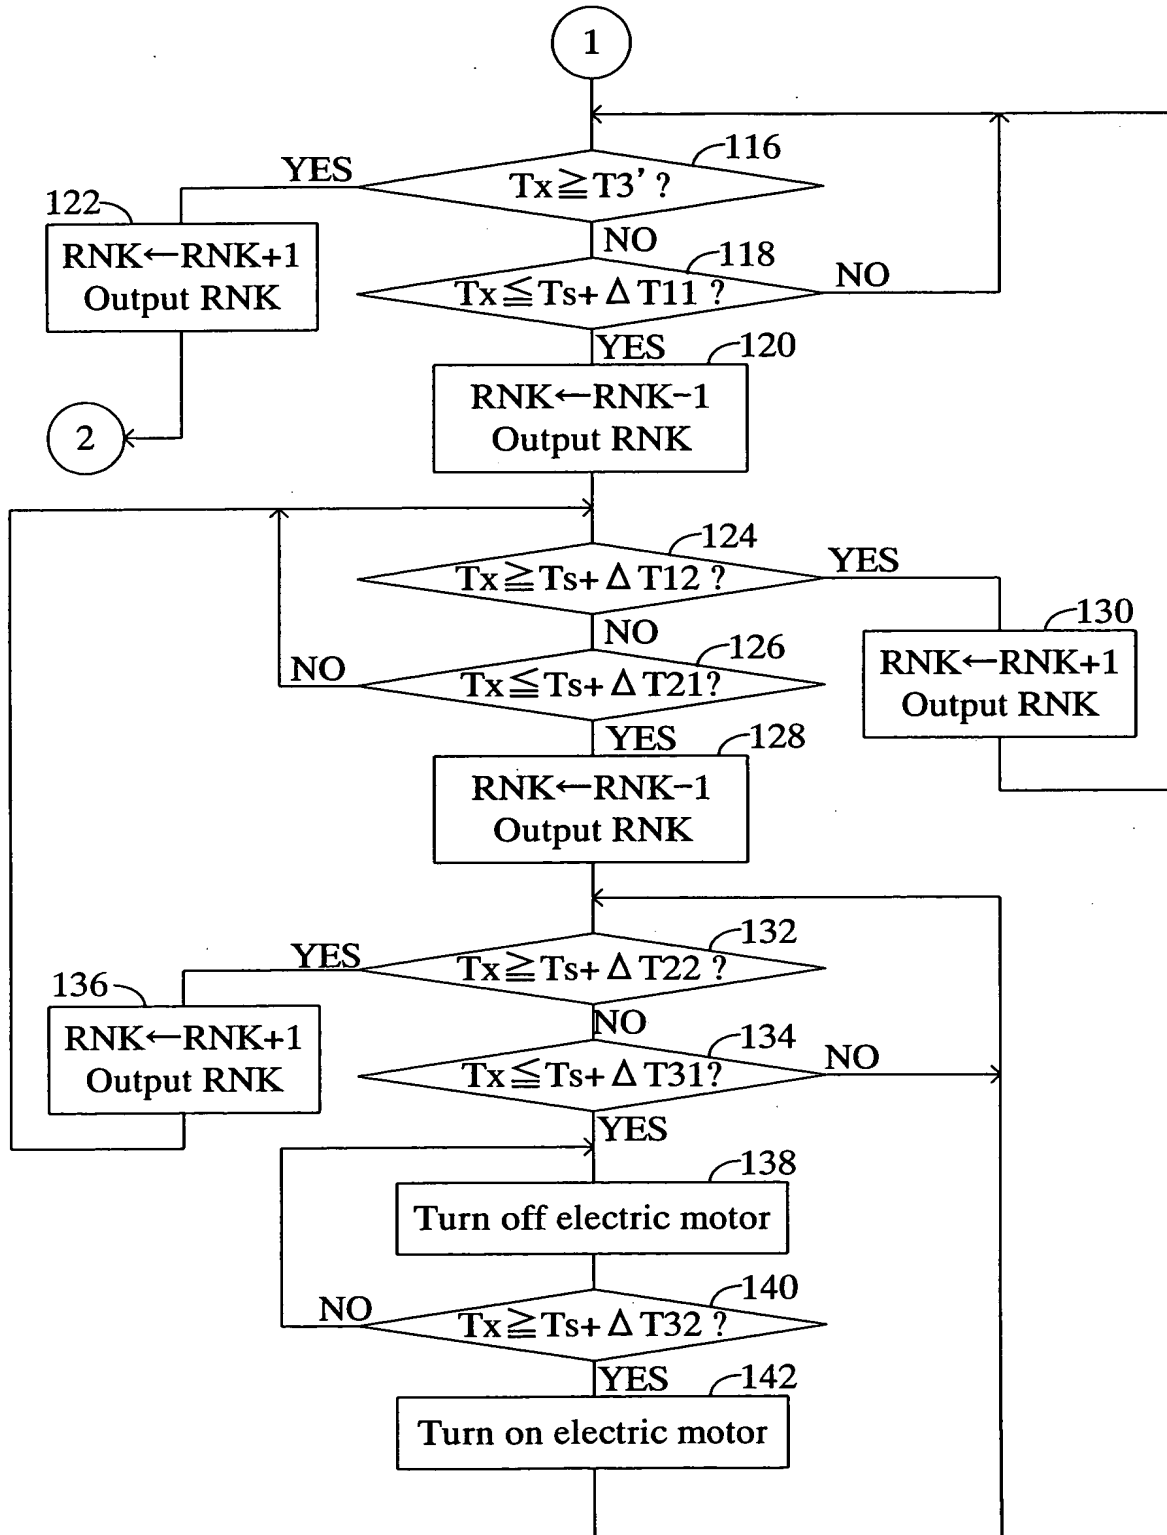 1
116
YES
Tx≧T3'?
122
RNK←RNK+1
Output RNK
NO
118
Tx≦Ts+ΔT11?
NO
YES
120
RNK←RNK-1
Output RNK
2
124
Tx≧Ts+ΔT12?
YES
NO
126
130
NO
Tx≦Ts+ΔT21?
RNK←RNK+1
Output RNK
YES
128
RNK←RNK-1
Output RNK
132
YES
Tx≧Ts+ΔT22?
136
RNK←RNK+1
Output RNK
NO
134
Tx≦Ts+ΔT31?
NO
YES
138
Turn off electric motor
140
NO
Tx≧Ts+ΔT32?
YES
142
Turn on electric motor